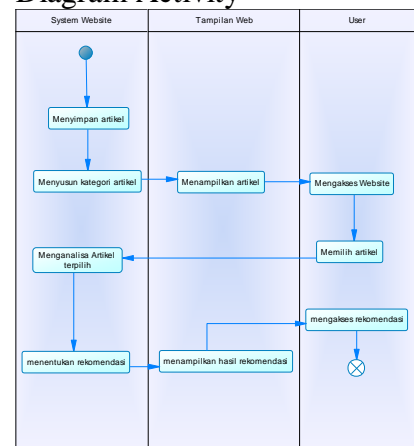 Diagram Activity
System Website
Tampilan Web
User
Menyimpan artikel
Menyusun kategori artikel
Menampilkan artikel
Mengakses Website
Memilih artikel
Menganalisa Artikel
terpilih
mengakses rekomendasi
menentukan rekomendasi
menampilkan hasil rekomendasi